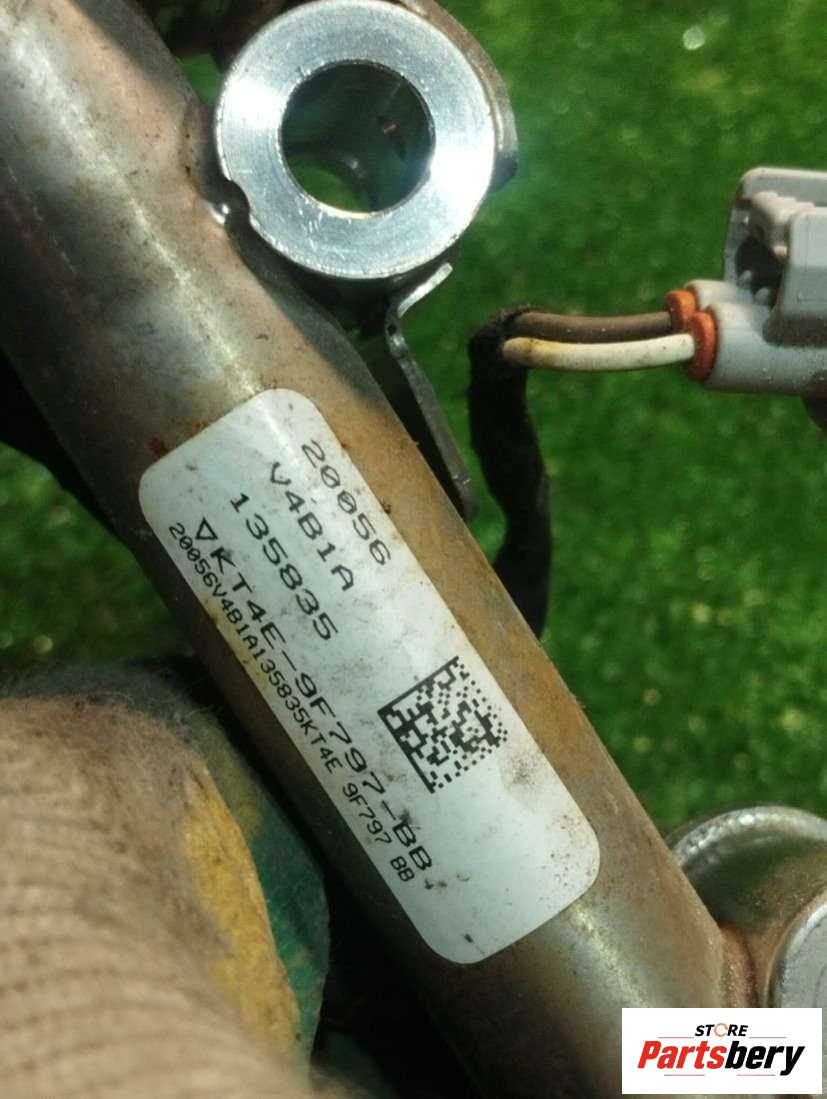 20056
V4B1A
135835
▽KT4E-9F797-BB
20056V4B1A135835KT4E 9F797 BB
STORE
Partsbery